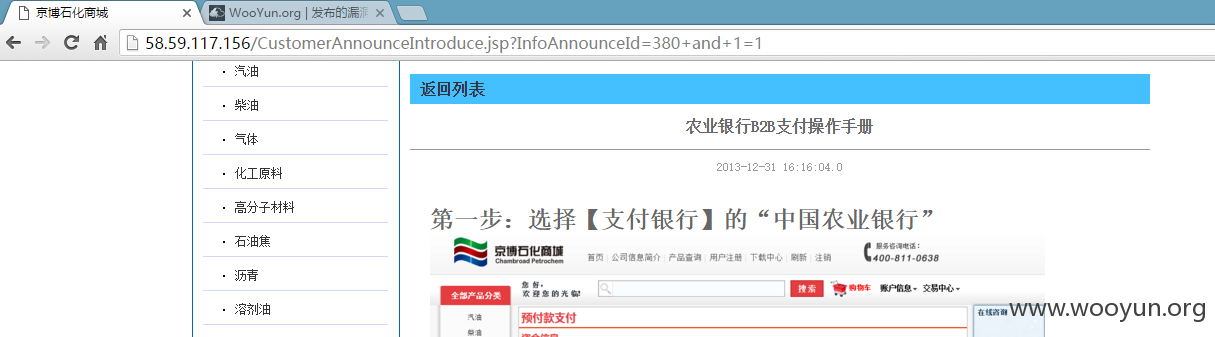 京博石化商城
WooYun.org | 发布的漏洞
58.59.117.156/CustomerAnnounceIntroduce.jsp?InfoAnnounceId=380+and+1=1
汽油
柴油
气体
化工原料
高分子材料
石油焦
沥青
溶剂油
返回列表
农业银行B2B支付操作手册
2013-12-31 16:16:04.0
第一步：选择【支付银行】的“中国农业银行”
京博石化商城
Chambroad Petrochem
首页 | 公司信息简介 | 产品查询 | 用户注册 | 下载中心 | 刷新 | 注销
服务咨询电话：
400-811-0638
全部产品分类
您好，
欢迎您的光临!
搜索
购物车
账户信息
交易中心
汽油
柴油
预付款支付
在线咨询
www.wooyun.org